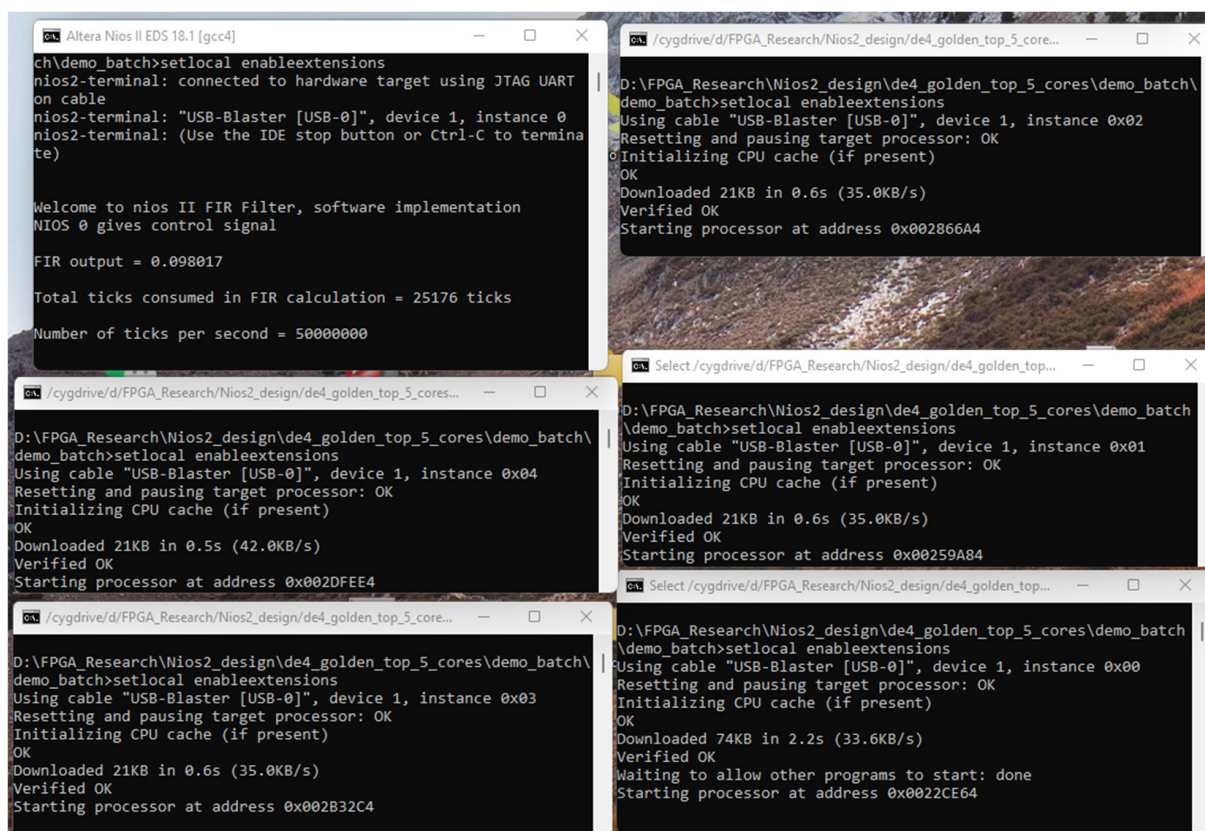 Altera Nios II EDS 18.1 [gcc4]
ch\demo_batch>setlocal enableextensions
nios2-terminal: connected to hardware target using JTAG UART
on cable
nios2-terminal: "USB-Blaster [USB-0]", device 1, instance 0
nios2-terminal: (Use the IDE stop button or Ctrl-C to termina
te)
Welcome to nios II FIR Filter, software implementation
NIOS 0 gives control signal
FIR output = 0.098017
Total ticks consumed in FIR calculation = 25176 ticks
Number of ticks per second = 50000000
/cygdrive/d/FPGA_Research/Nios2_design/de4_golden_top_5_core...
D:\FPGA_Research\Nios2_design\de4_golden_top_5_cores\demo_batch\
demo_batch>setlocal enableextensions
Using cable "USB-Blaster [USB-0]", device 1, instance 0x02
Resetting and pausing target processor: OK
Initializing CPU cache (if present)
OK
Downloaded 21KB in 0.6s (35.0KB/s)
Verified OK
Starting processor at address 0x002866A4
/cygdrive/d/FPGA_Research/Nios2_design/de4_golden_top_5_cores...
D:\FPGA_Research\Nios2_design\de4_golden_top_5_cores\demo_batch\
demo_batch>setlocal enableextensions
Using cable "USB-Blaster [USB-0]", device 1, instance 0x04
Resetting and pausing target processor: OK
Initializing CPU cache (if present)
OK
Downloaded 21KB in 0.5s (42.0KB/s)
Verified OK
Starting processor at address 0x002DFEE4
Select /cygdrive/d/FPGA_Research/Nios2_design/de4_golden_top...
D:\FPGA_Research\Nios2_design\de4_golden_top_5_cores\demo_batch
\demo_batch>setlocal enableextensions
Using cable "USB-Blaster [USB-0]", device 1, instance 0x01
Resetting and pausing target processor: OK
Initializing CPU cache (if present)
OK
Downloaded 21KB in 0.6s (35.0KB/s)
Verified OK
Starting processor at address 0x00259A84
/cygdrive/d/FPGA_Research/Nios2_design/de4_golden_top_5_core...
D:\FPGA_Research\Nios2_design\de4_golden_top_5_cores\demo_batch\
demo_batch>setlocal enableextensions
Using cable "USB-Blaster [USB-0]", device 1, instance 0x03
Resetting and pausing target processor: OK
Initializing CPU cache (if present)
OK
Downloaded 21KB in 0.6s (35.0KB/s)
Verified OK
Starting processor at address 0x002B32C4
Select /cygdrive/d/FPGA_Research/Nios2_design/de4_golden_top...
D:\FPGA_Research\Nios2_design\de4_golden_top_5_cores\demo_batch
\demo_batch>setlocal enableextensions
Using cable "USB-Blaster [USB-0]", device 1, instance 0x00
Resetting and pausing target processor: OK
Initializing CPU cache (if present)
OK
Downloaded 74KB in 2.2s (33.6KB/s)
Verified OK
Waiting to allow other programs to start: done
Starting processor at address 0x0022CE64